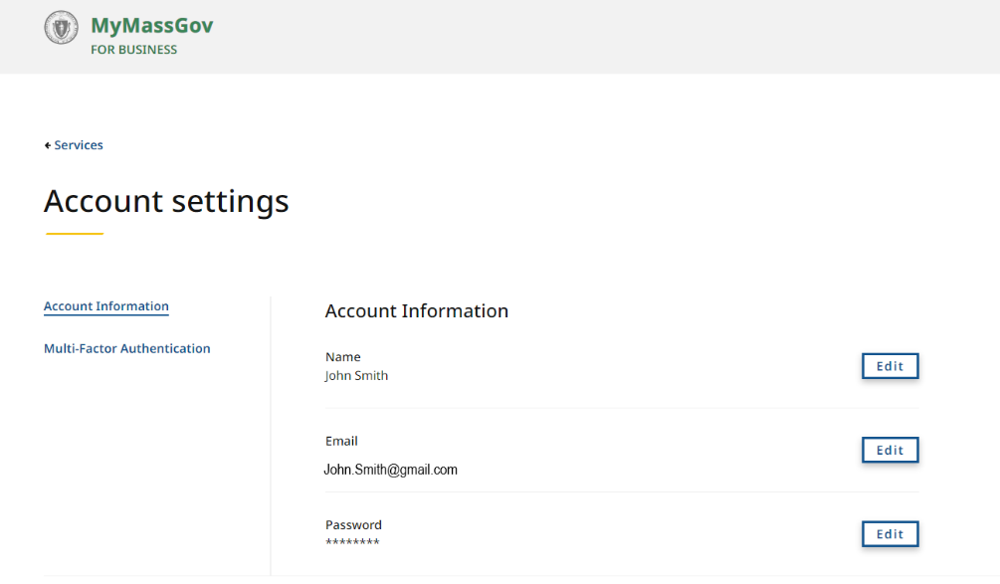 MyMassGov
FOR BUSINESS
Services
Account settings
Account Information
Multi-Factor Authentication
Account Information
Name
John Smith
Edit
Email
John.Smith@gmail.com
Edit
Password
********
Edit